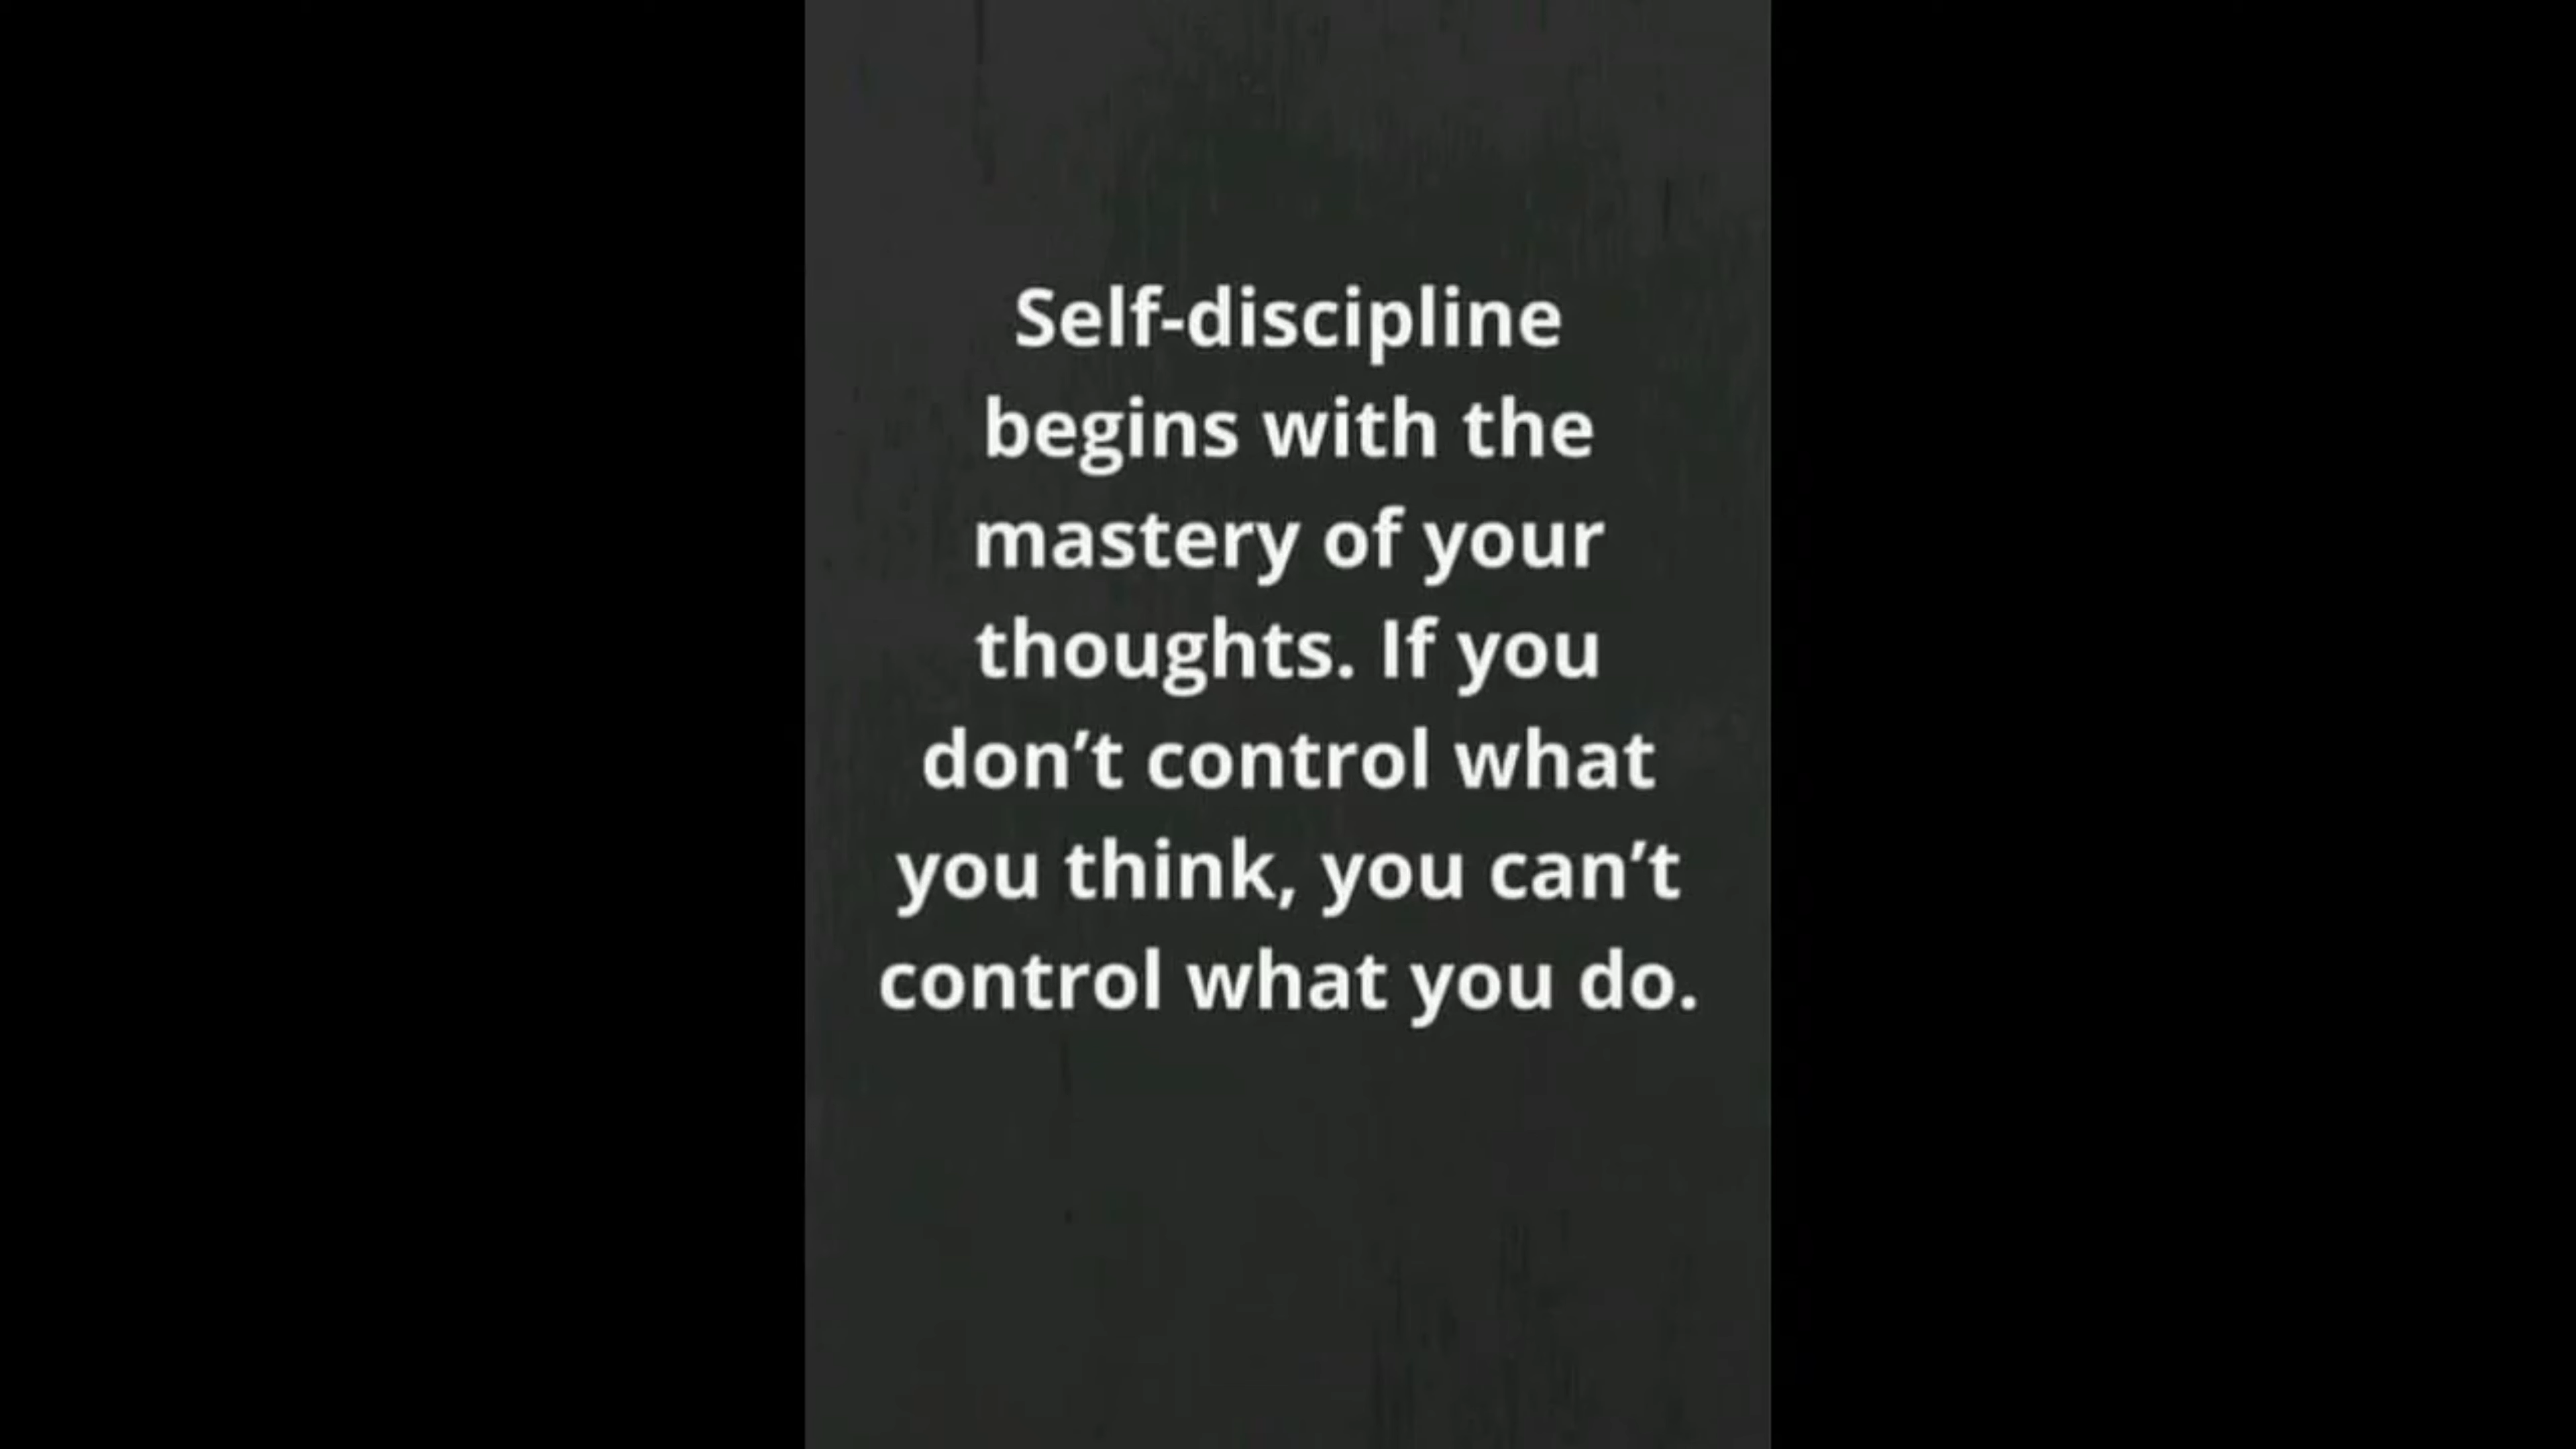 Self-discipline
begins with the
mastery of your
thoughts. If you
don’t control what
you think, you can’t
control what you do.